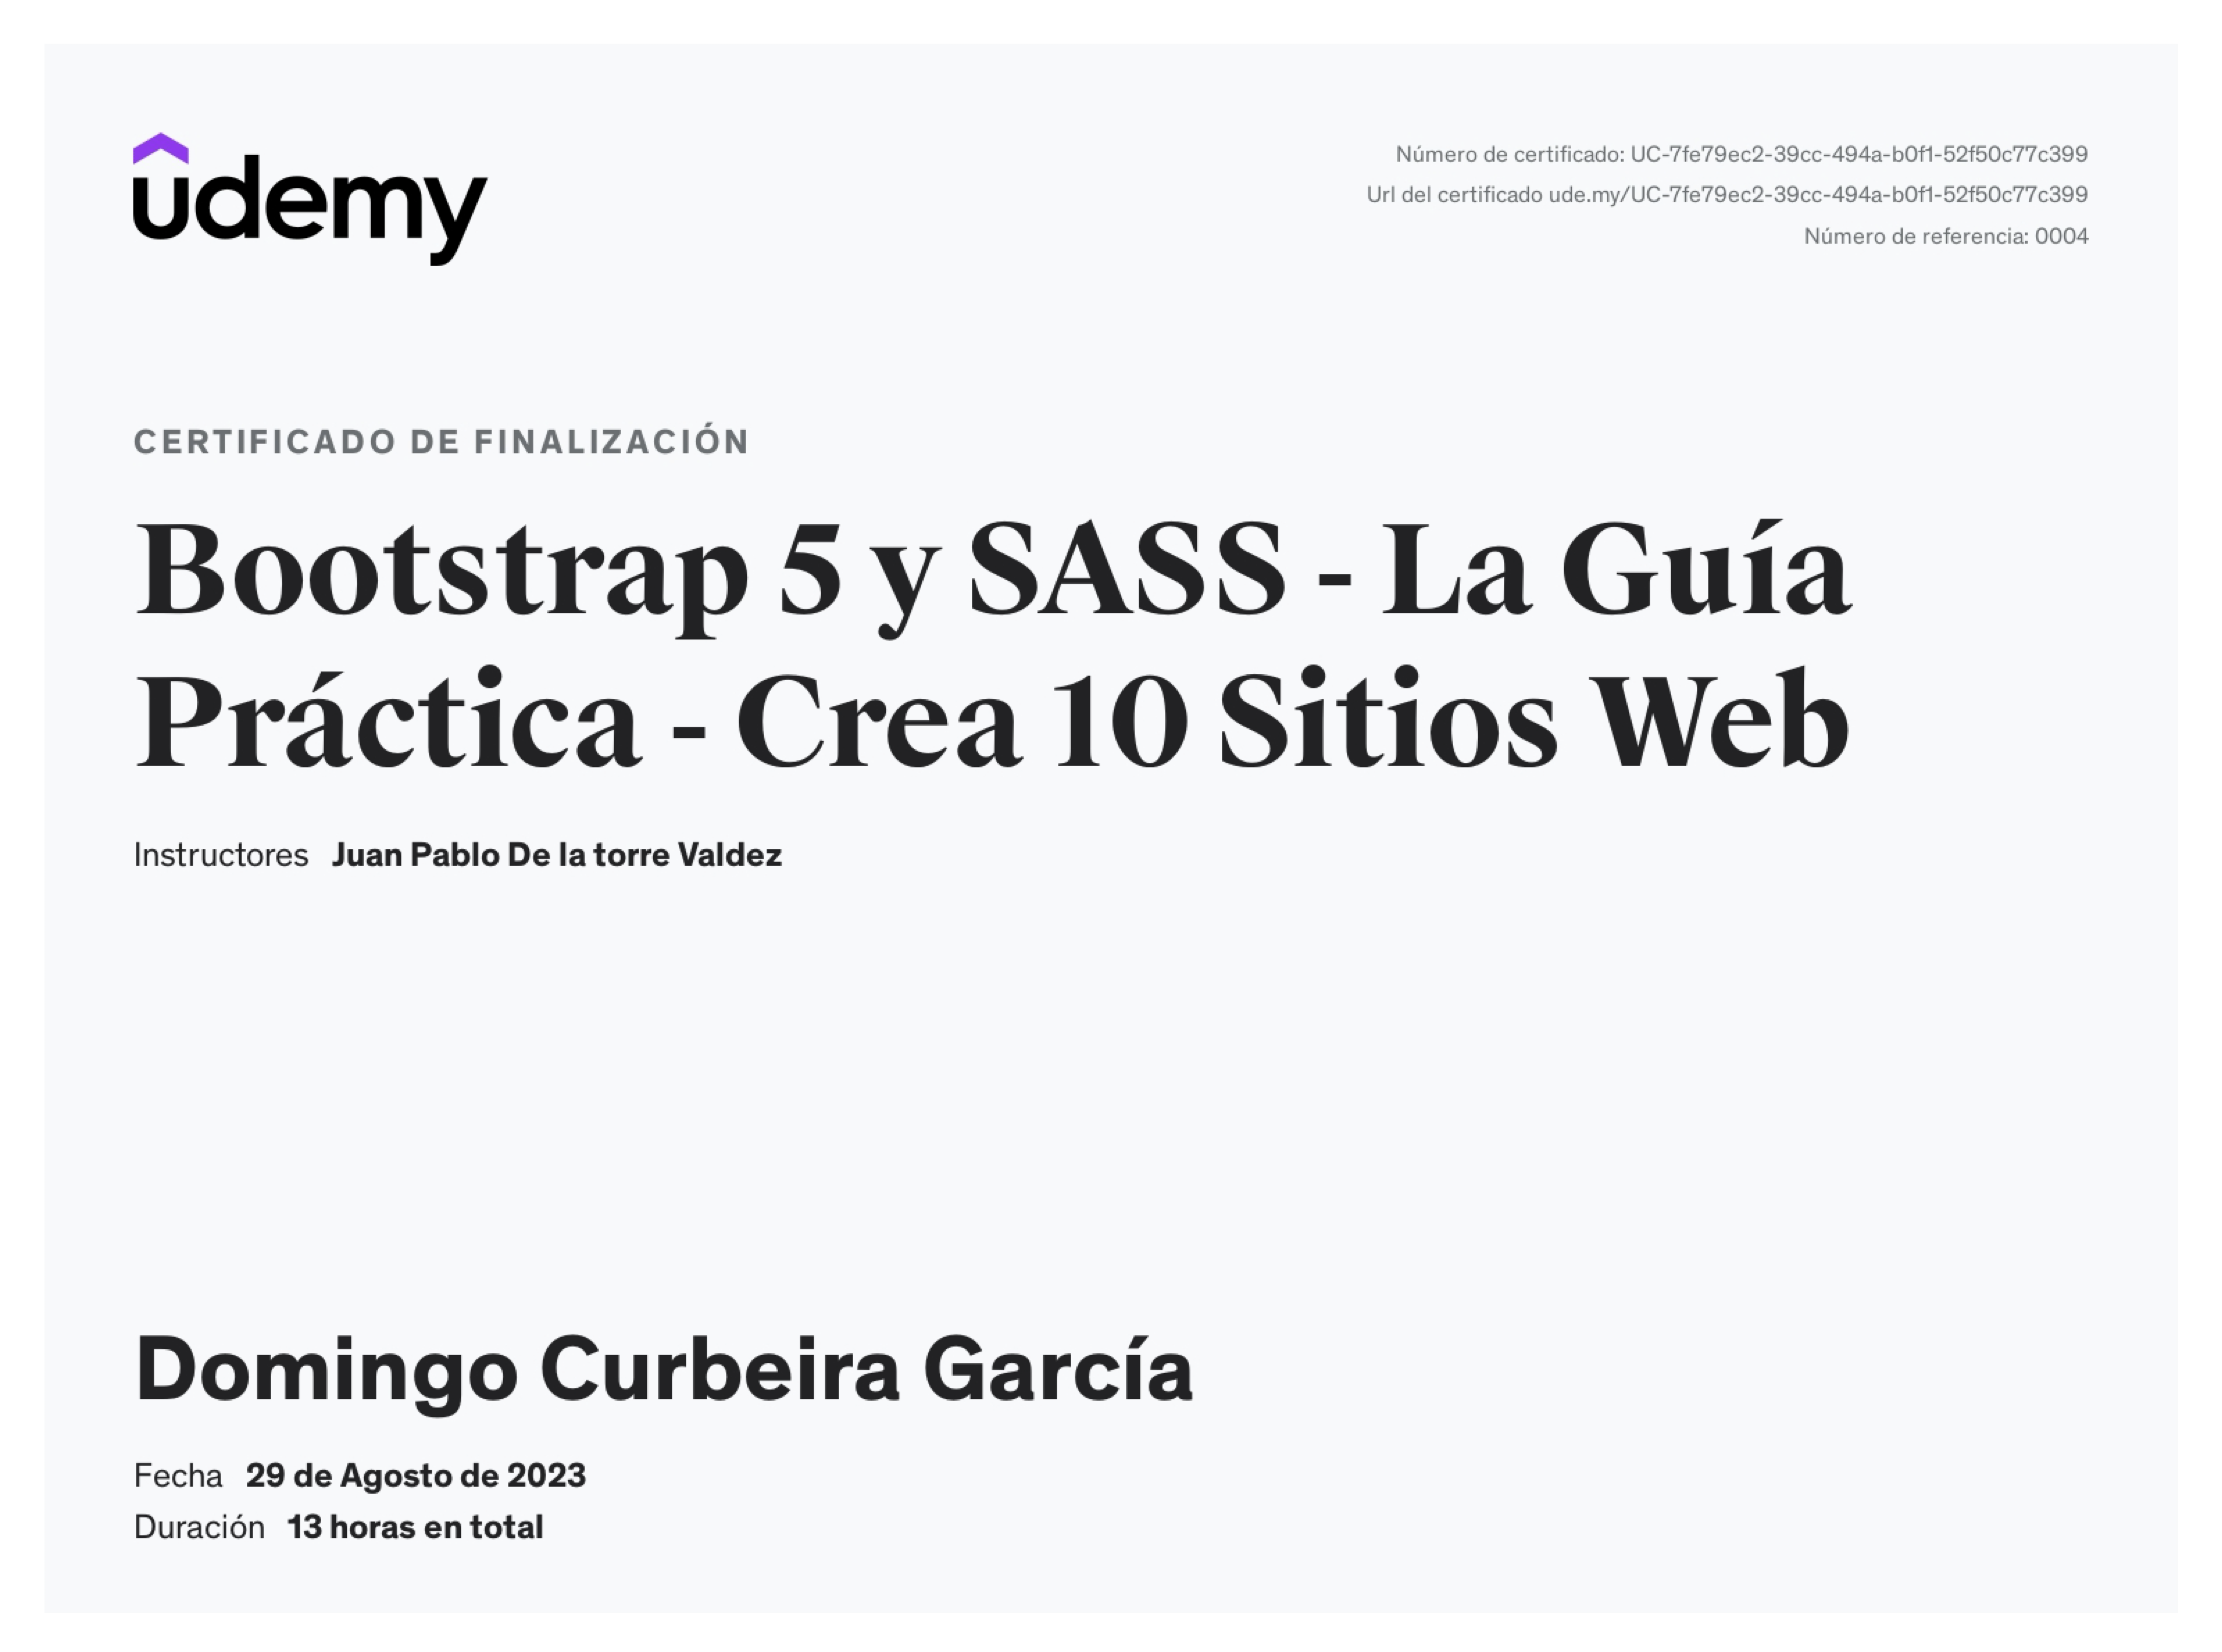 udemy
Número de certificado: UC-7fe79ec2-39cc-494a-b0f1-52f50c77c399
Url del certificado ude.my/UC-7fe79ec2-39cc-494a-b0f1-52f50c77c399
Número de referencia: 0004
CERTIFICADO DE FINALIZACIÓN
Bootstrap 5 y SASS - La Guía
Práctica - Crea 10 Sitios Web
Instructores Juan Pablo De la torre Valdez
Domingo Curbeira García
Fecha 29 de Agosto de 2023
Duración 13 horas en total